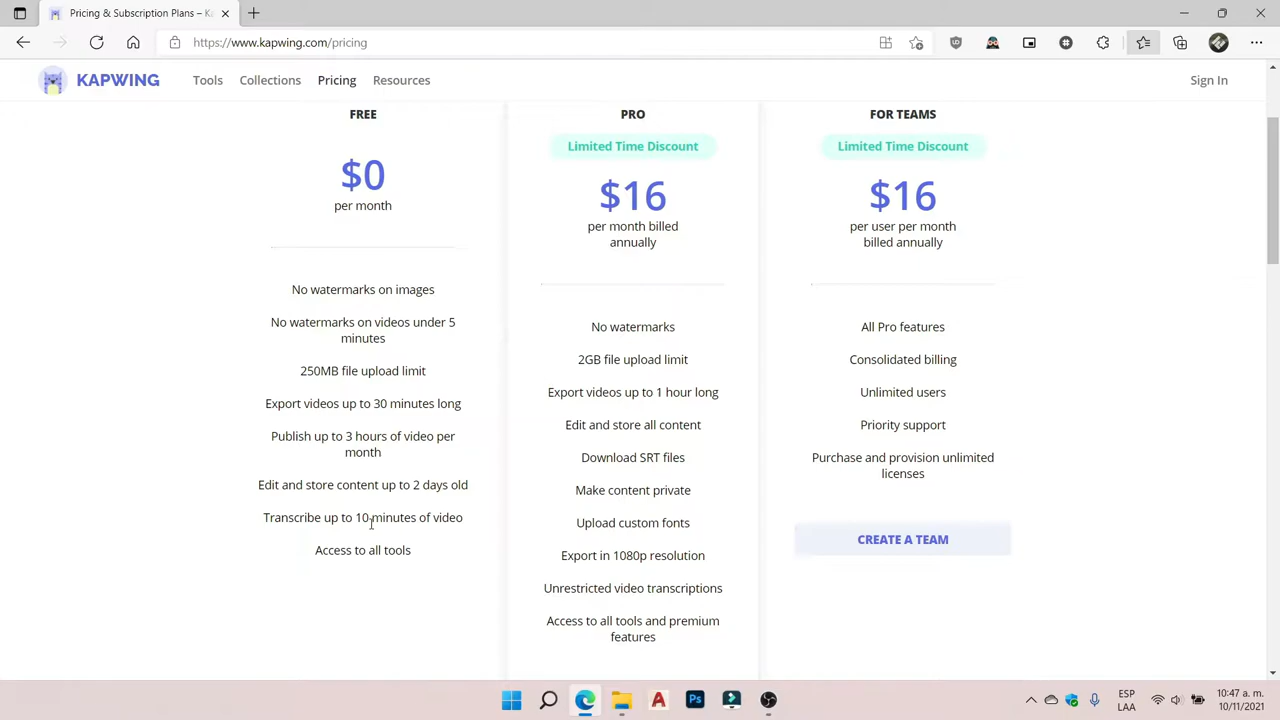 Pricing & Subscription Plans – Ka
https://www.kapwing.com/pricing
KAPWING
Tools
Collections
Pricing
Resources
Sign In
FREE
$0
per month
No watermarks on images
No watermarks on videos under 5
minutes
250MB file upload limit
Export videos up to 30 minutes long
Publish up to 3 hours of video per
month
Edit and store content up to 2 days old
Transcribe up to 10 minutes of video
Access to all tools
PRO
Limited Time Discount
$16
per month billed
annually
No watermarks
2GB file upload limit
Export videos up to 1 hour long
Edit and store all content
Download SRT files
Make content private
Upload custom fonts
Export in 1080p resolution
Unrestricted video transcriptions
Access to all tools and premium
features
FOR TEAMS
Limited Time Discount
$16
per user per month
billed annually
All Pro features
Consolidated billing
Unlimited users
Priority support
Purchase and provision unlimited
licenses
CREATE A TEAM
A
Ps
ESP
LAA
10:47 a. m.
10/11/2021